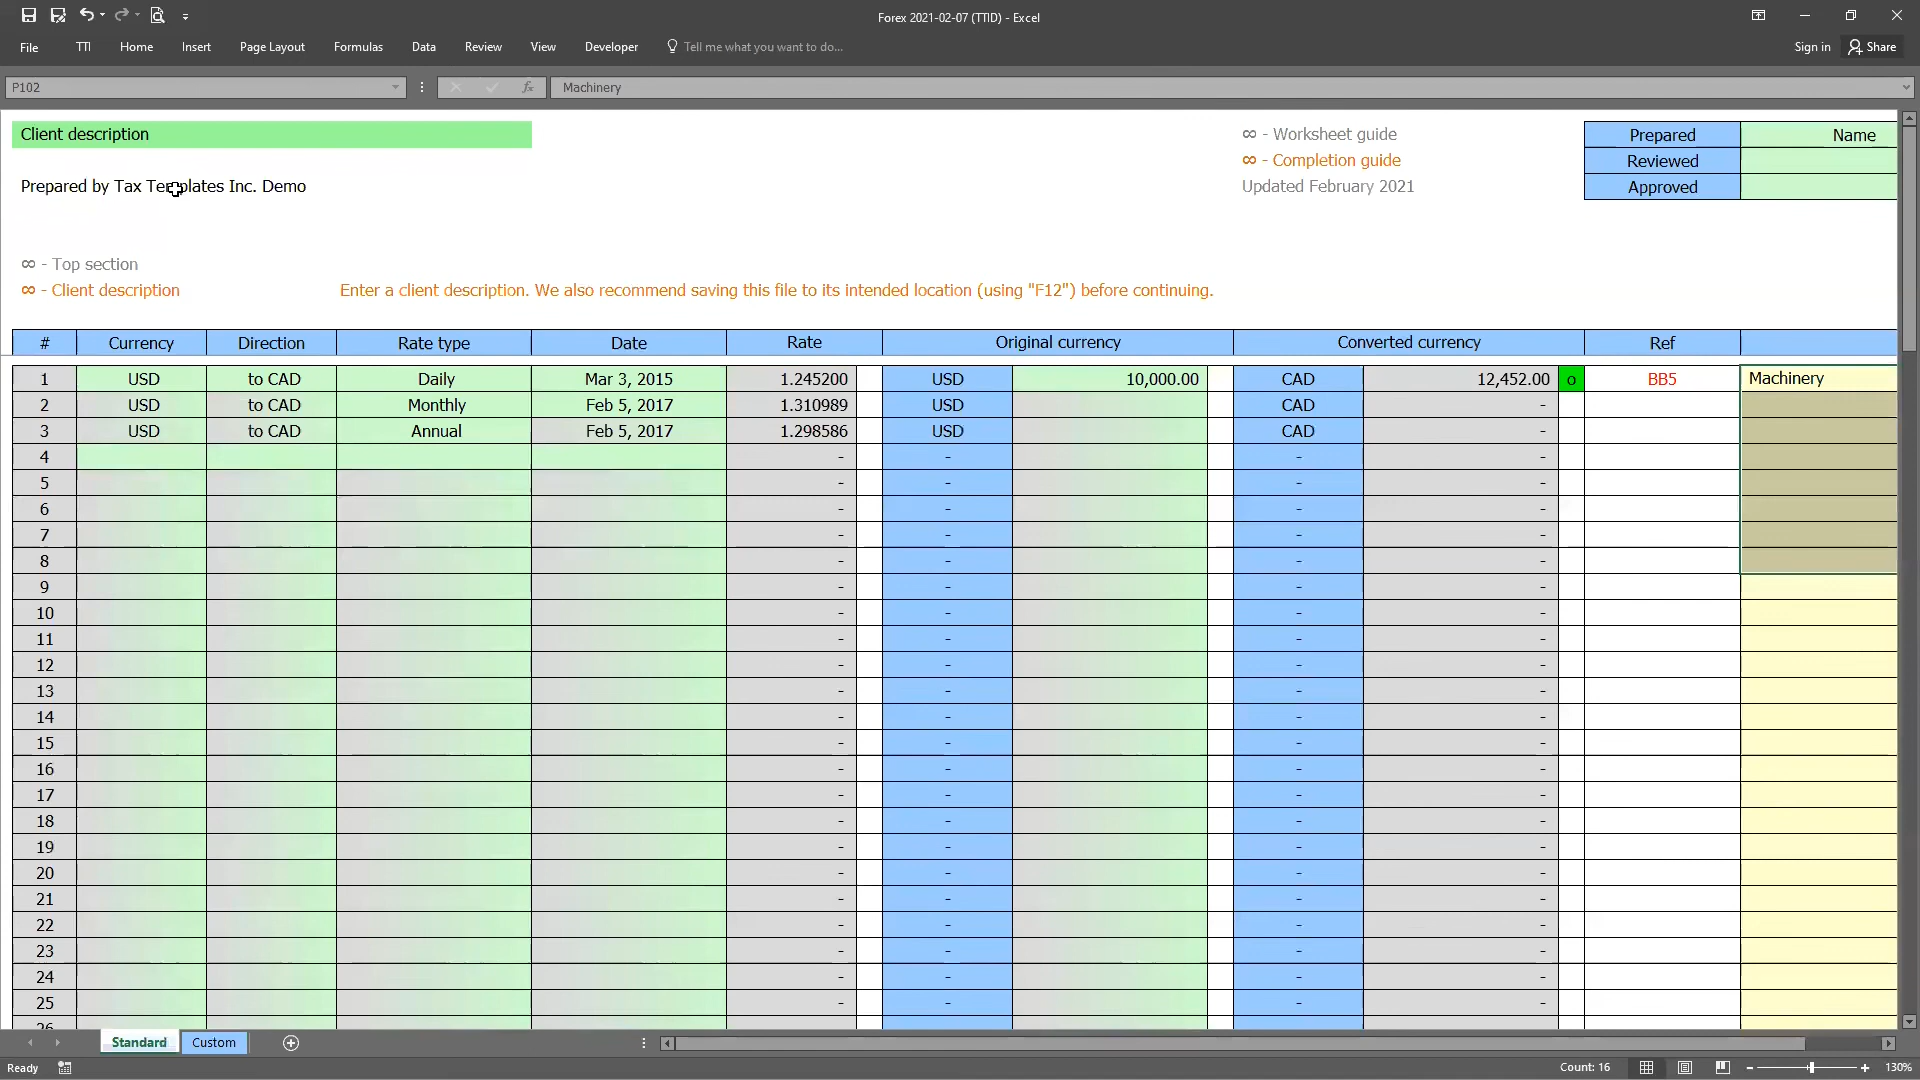 Forex 2021-02-07 (TTID) - Excel
File TTI Home Insert Page Layout Formulas Data Review View Developer Tell me what you want to do... Sign in Share
P102 fx Machinery
Client description ∞ - Worksheet guide Prepared Name
∞ - Completion guide Reviewed
Prepared by Tax Templates Inc. Demo Updated February 2021 Approved
∞ - Top section
∞ - Client description Enter a client description. We also recommend saving this file to its intended location (using "F12") before continuing.
# Currency Direction Rate type Date Rate Original currency Converted currency Ref
1 USD to CAD Daily Mar 3, 2015 1.245200 USD 10,000.00 CAD 12,452.00 o BB5 Machinery
2 USD to CAD Monthly Feb 5, 2017 1.310989 USD CAD -
3 USD to CAD Annual Feb 5, 2017 1.298586 USD CAD -
4 - - - -
5 - - - -
6 - - - -
7 - - - -
8 - - - -
9 - - - -
10 - - - -
11 - - - -
12 - - - -
13 - - - -
14 - - - -
15 - - - -
16 - - - -
17 - - - -
18 - - - -
19 - - - -
20 - - - -
21 - - - -
22 - - - -
23 - - - -
24 - - - -
25 - - - -
26
Standard Custom
Ready Count: 16 130%